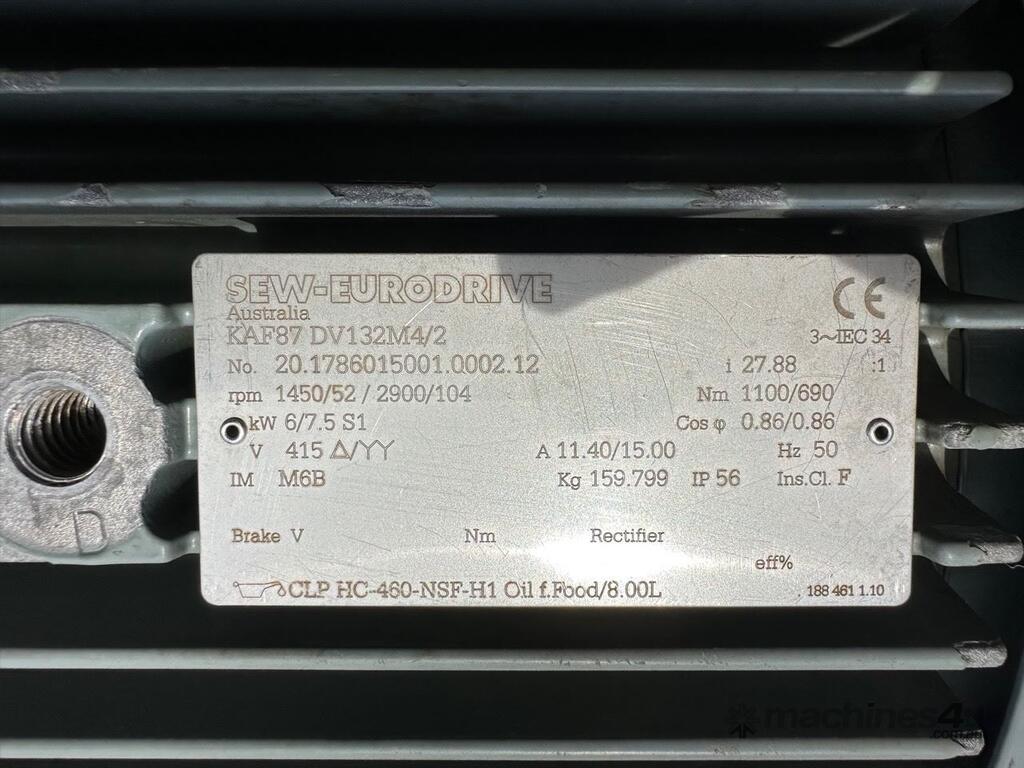 SEW-EURODRIVE
Australia
KAF87 DV132M4/2
3~IEC 34
No. 20.1786015001.0002.12 i 27.88 :1
rpm 1450/52 / 2900/104 Nm 1100/690
kW 6/7.5 S1 Cos φ 0.86/0.86
V 415 Δ/YY A 11.40/15.00 Hz 50
IM M6B Kg 159.799 IP 56 Ins.Cl. F
Brake V Nm Rectifier
eff%
CLP HC-460-NSF-H1 Oil f.Food/8.00L
188 461 1.10
CE
D
machines4u
.com.au